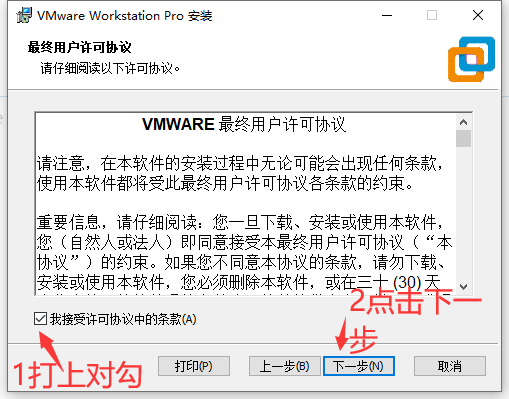 VMware Workstation Pro 安装
最终用户许可协议
请仔细阅读以下许可协议。
VMWARE 最终用户许可协议
请注意，在本软件的安装过程中无论可能会出现任何条款，
使用本软件都将受此最终用户许可协议各条款的约束。
重要信息，请仔细阅读：您一旦下载、安装或使用本软件，
您（自然人或法人）即同意接受本最终用户许可协议（“本
协议”）的约束。如果您不同意本协议的条款，请勿下载、
安装或使用本软件，您必须删除本软件，或在三十 (30) 天
2点击下一
步
我接受许可协议中的条款(A)
1打上对勾
打印(P)
上一步(B)
下一步(N)
取消